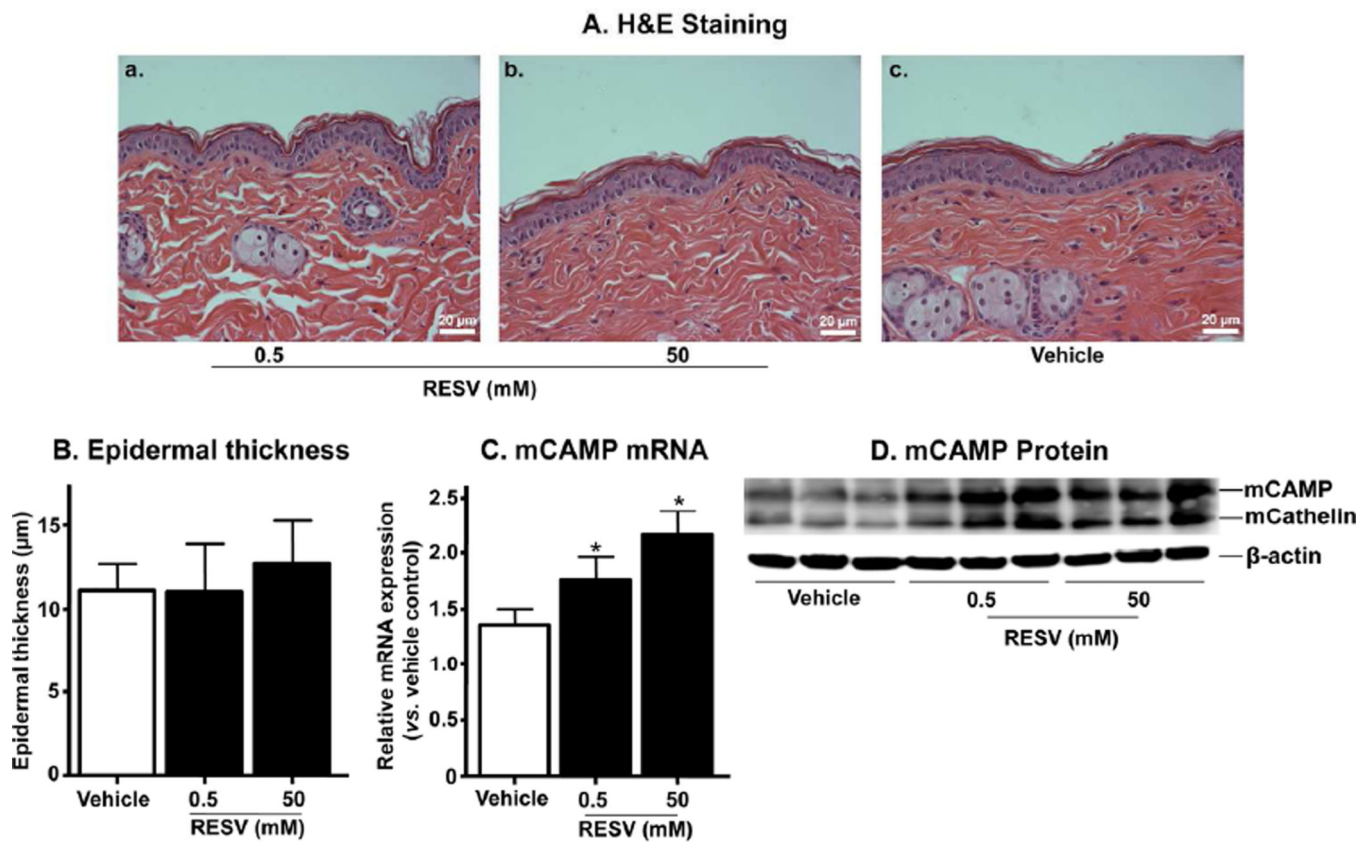 A. H&E Staining
a.
b.
c.
20 µm
20 µm
20 µm
0.5
50
Vehicle
RESV (mM)
B. Epidermal thickness
Epidermal thickness (µm)
15
10
5
0
Vehicle
0.5
50
RESV (mM)
C. mCAMP mRNA
Relative mRNA expression
(vs. vehicle control)
2.5
2.0
1.5
1.0
0.5
0
*
*
Vehicle
0.5
50
RESV (mM)
D. mCAMP Protein
mCAMP
mCathelin
β-actin
Vehicle
0.5
50
RESV (mM)